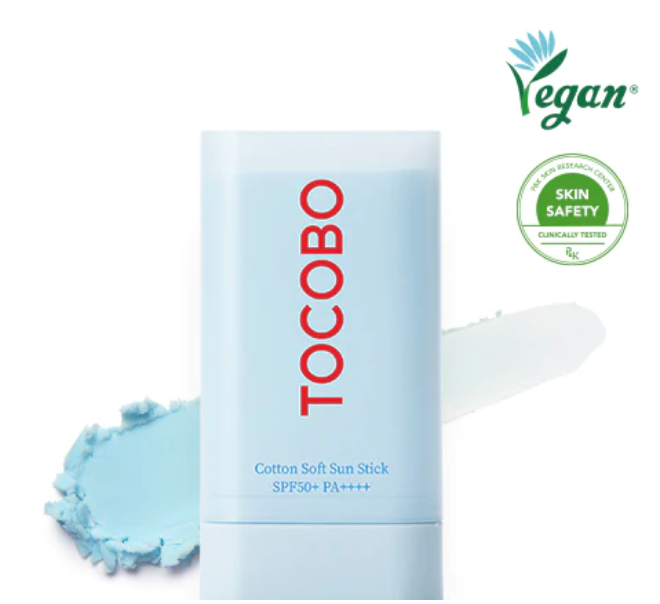 Vegan®
P&K SKIN RESEARCH CENTER
SKIN
SAFETY
CLINICALLY TESTED
P&K
TOCOBO
Cotton Soft Sun Stick
SPF50+ PA++++